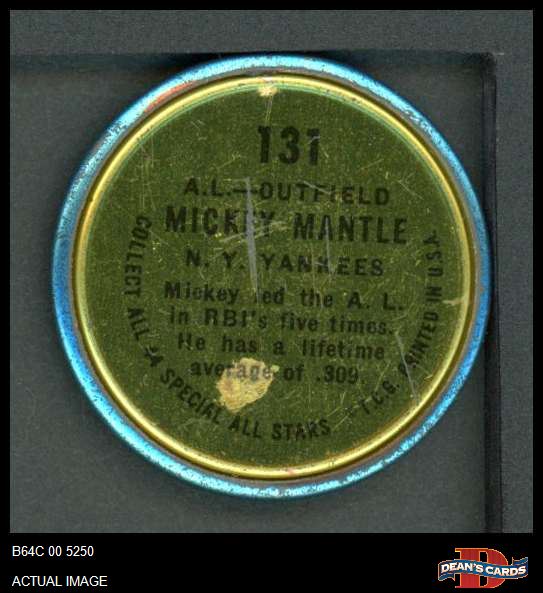 131
A.L.—OUTFIELD
MICKEY MANTLE
N. Y. YANKEES
Mickey led the A. L.
in RBI's five times.
He has a lifetime
average of .309
COLLECT ALL 44 SPECIAL ALL STARS
T.C.G. PRINTED IN U.S.A.
B64C 00 5250
ACTUAL IMAGE
D
DEAN'S CARDS